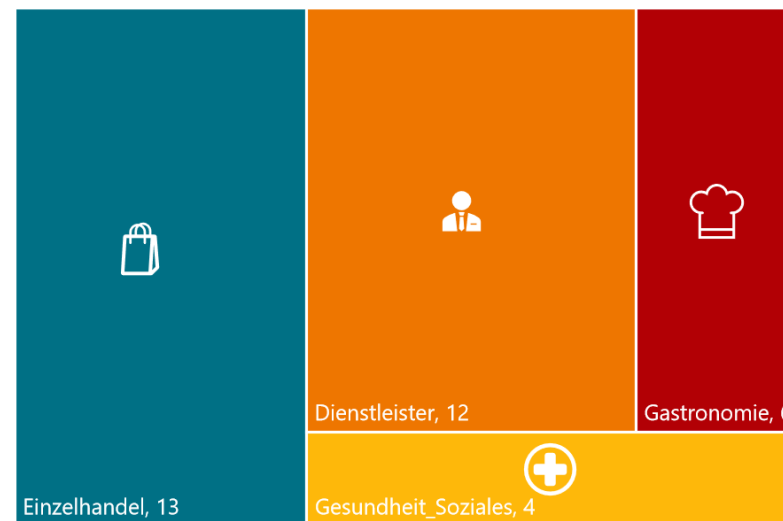 Dienstleister, 12
Gastronomie,
Einzelhandel, 13
Gesundheit_Soziales, 4